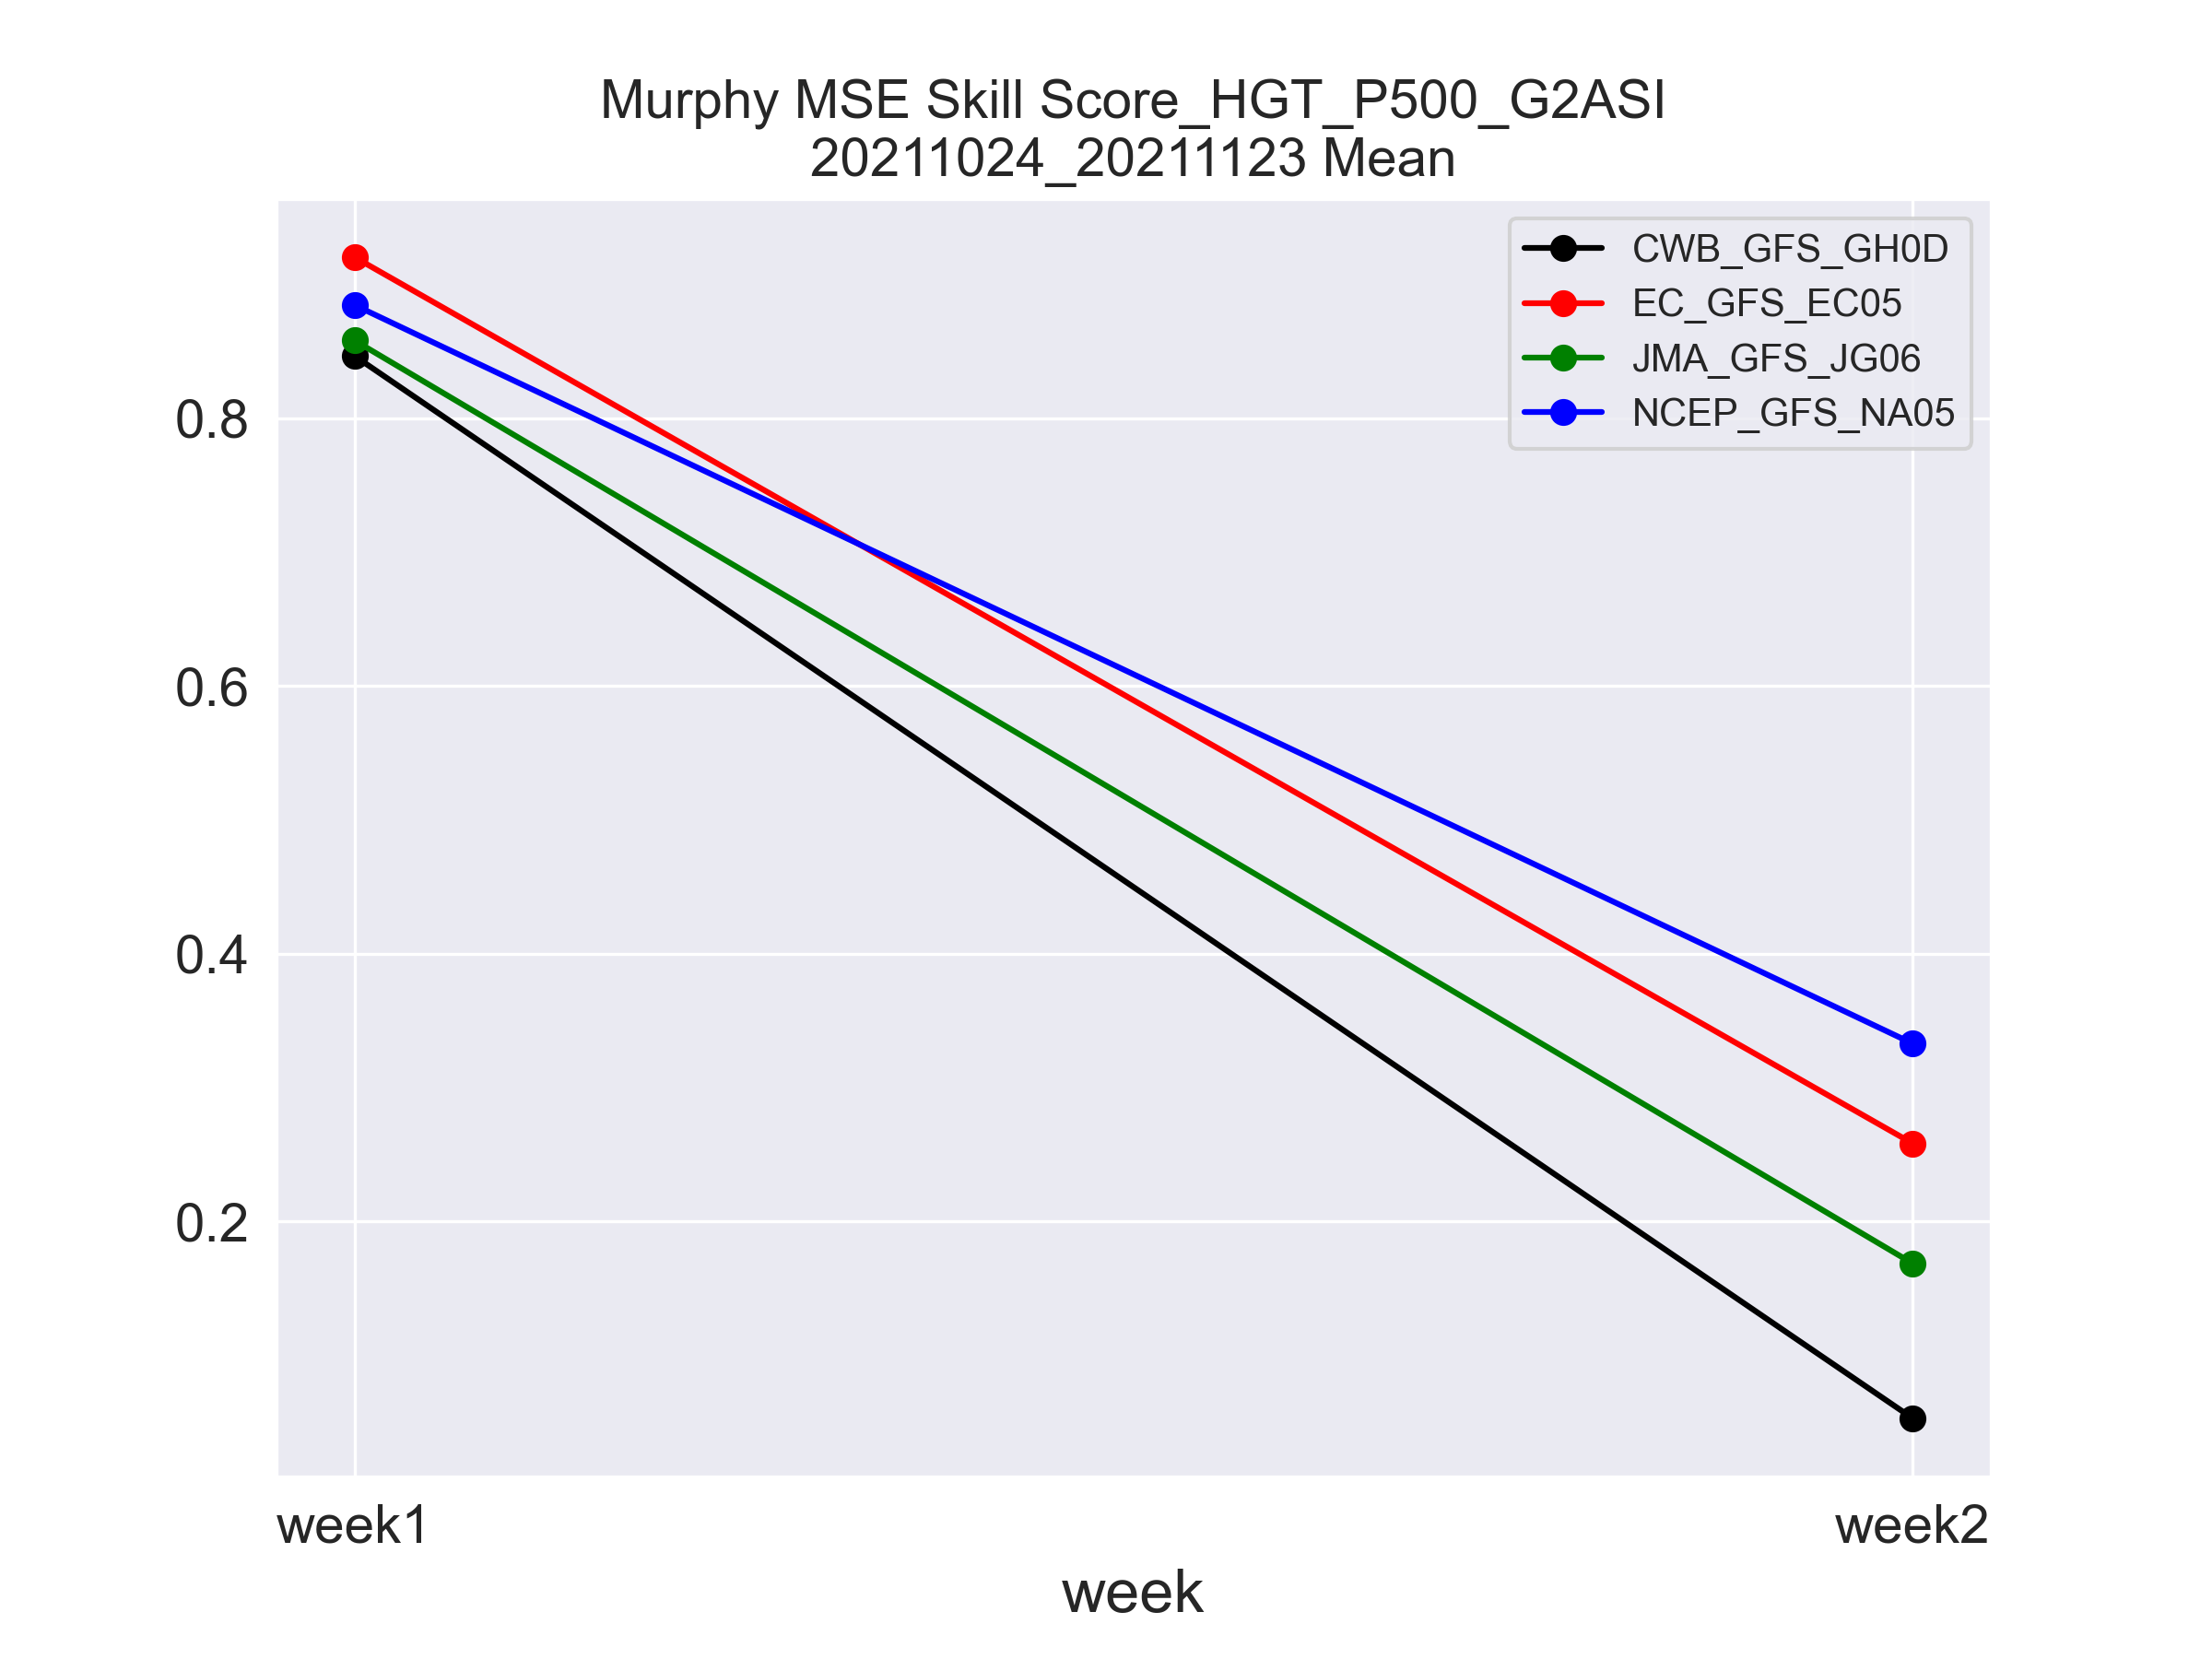 Murphy MSE Skill Score_HGT_P500_G2ASI
20211024_20211123 Mean
CWB_GFS_GH0D
EC_GFS_EC05
JMA_GFS_JG06
NCEP_GFS_NA05
0.8
0.6
0.4
0.2
week1
week2
week